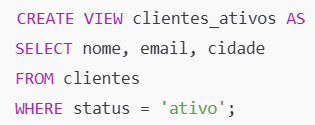 CREATE VIEW clientes_ativos AS
SELECT nome, email, cidade
FROM clientes
WHERE status = 'ativo';